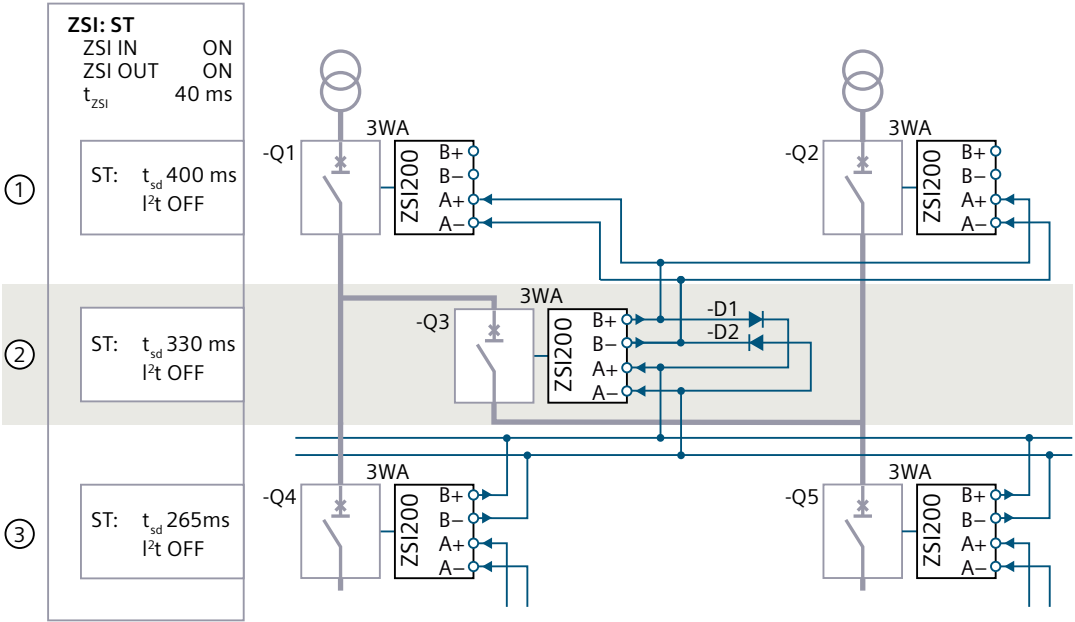 ZSI: ST
ZSI IN ON
ZSI OUT ON
tZSI 40 ms
1
ST: tsd 400 ms
I²t OFF
-Q1
3WA
ZSI200
B+
B−
A+
A−
-Q2
3WA
ZSI200
B+
B−
A+
A−
2
ST: tsd 330 ms
I²t OFF
-Q3
3WA
ZSI200
B+
B−
A+
A−
-D1
-D2
3
ST: tsd 265ms
I²t OFF
-Q4
3WA
ZSI200
B+
B−
A+
A−
-Q5
3WA
ZSI200
B+
B−
A+
A−